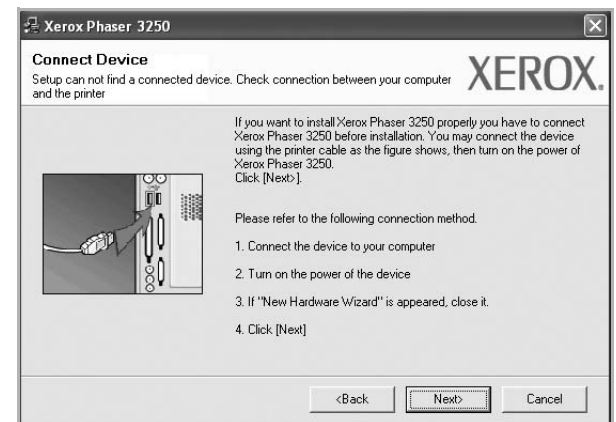 Xerox Phaser 3250
Connect Device
Setup can not find a connected device. Check connection between your computer
and the printer
XEROX.
If you want to install Xerox Phaser 3250 properly you have to connect
Xerox Phaser 3250 before installation. You may connect the device
using the printer cable as the figure shows, then turn on the power of
Xerox Phaser 3250.
Click [Next>].
Please refer to the following connection method.
1. Connect the device to your computer
2. Turn on the power of the device
3. If "New Hardware Wizard" is appeared, close it.
4. Click [Next]
<Back
Next>
Cancel